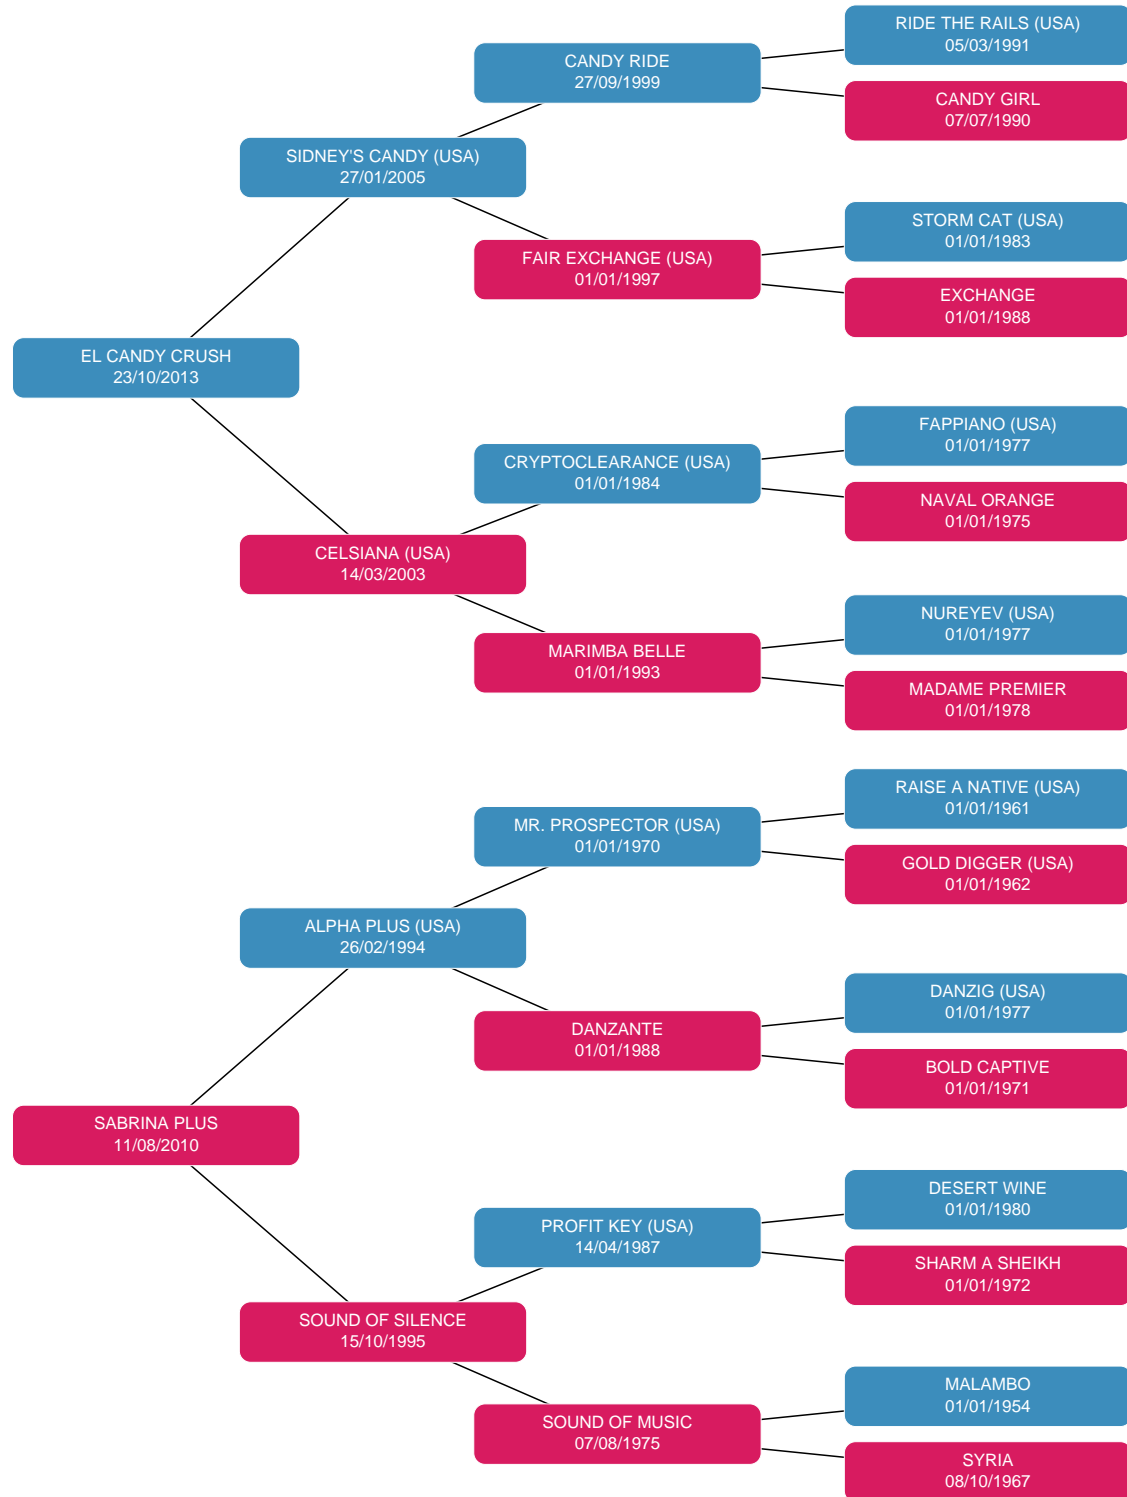 RIDE THE RAILS (USA)
05/03/1991
CANDY RIDE
27/09/1999
CANDY GIRL
07/07/1990
SIDNEY'S CANDY (USA)
27/01/2005
STORM CAT (USA)
01/01/1983
FAIR EXCHANGE (USA)
01/01/1997
EXCHANGE
01/01/1988
EL CANDY CRUSH
23/10/2013
FAPPIANO (USA)
01/01/1977
CRYPTOCLEARANCE (USA)
01/01/1984
NAVAL ORANGE
01/01/1975
CELSIANA (USA)
14/03/2003
NUREYEV (USA)
01/01/1977
MARIMBA BELLE
01/01/1993
MADAME PREMIER
01/01/1978
RAISE A NATIVE (USA)
01/01/1961
MR. PROSPECTOR (USA)
01/01/1970
GOLD DIGGER (USA)
01/01/1962
ALPHA PLUS (USA)
26/02/1994
DANZIG (USA)
01/01/1977
DANZANTE
01/01/1988
BOLD CAPTIVE
01/01/1971
SABRINA PLUS
11/08/2010
DESERT WINE
01/01/1980
PROFIT KEY (USA)
14/04/1987
SHARM A SHEIKH
01/01/1972
SOUND OF SILENCE
15/10/1995
MALAMBO
01/01/1954
SOUND OF MUSIC
07/08/1975
SYRIA
08/10/1967